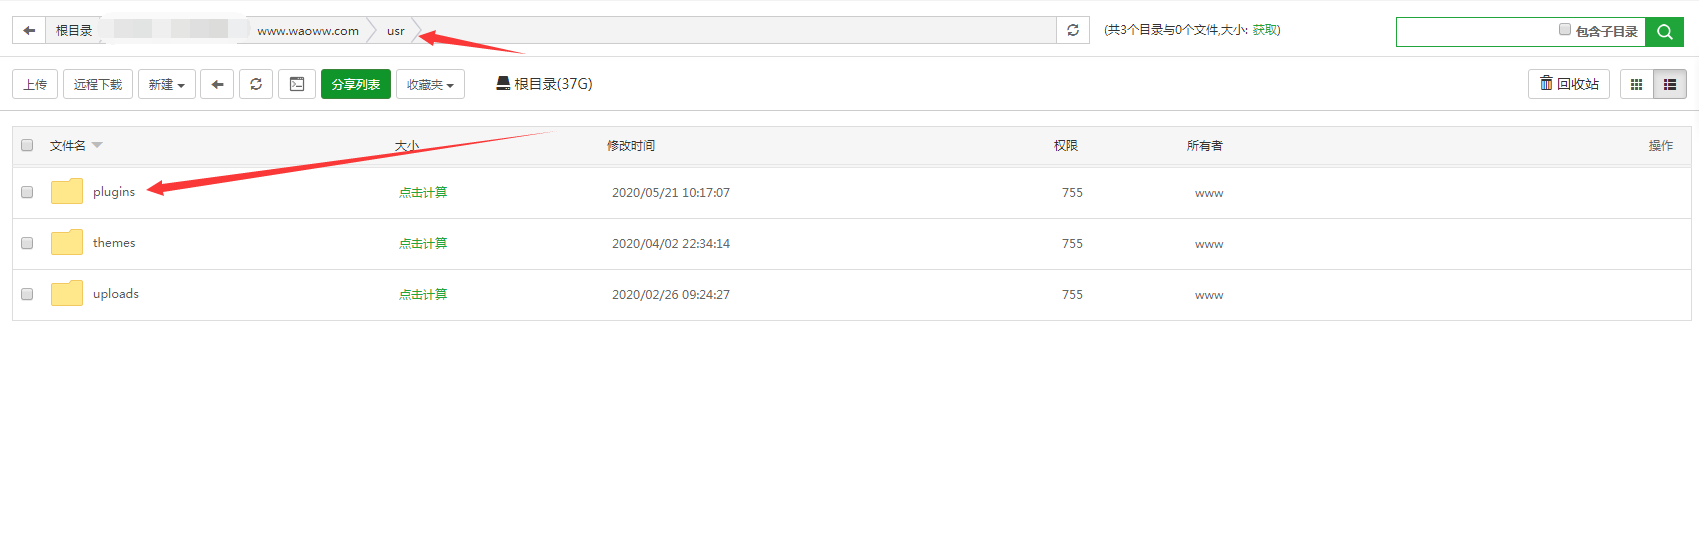 根目录 www.waoww.com usr (共3个目录与0个文件,大小: 获取) 包含子目录
上传 远程下载 新建 分享列表 收藏夹 根目录(37G) 回收站
文件名 大小 修改时间 权限 所有者 操作
plugins 点击计算 2020/05/21 10:17:07 755 www
themes 点击计算 2020/04/02 22:34:14 755 www
uploads 点击计算 2020/02/26 09:24:27 755 www